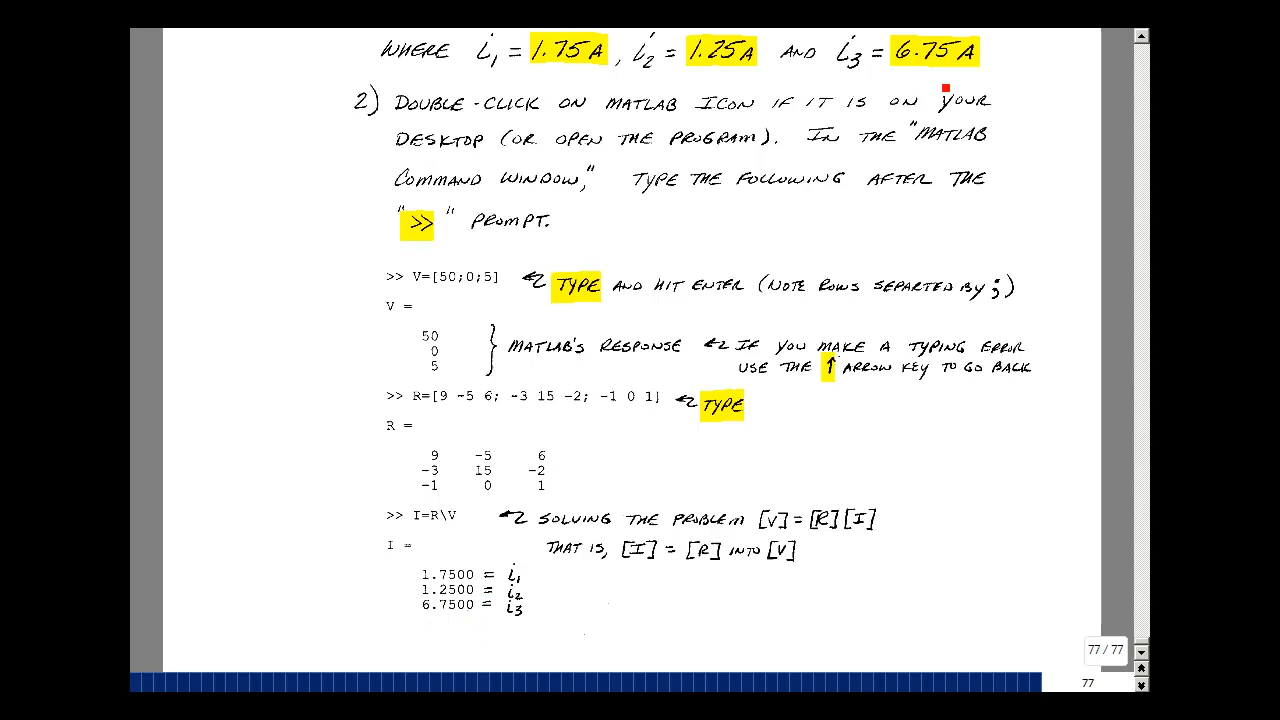 WHERE i1 = 1.75A, i2 = 1.25A AND i3 = 6.75A
2) DOUBLE-CLICK ON MATLAB ICON IF IT IS ON YOUR
DESKTOP (OR OPEN THE PROGRAM). IN THE "MATLAB
COMMAND WINDOW," TYPE THE FOLLOWING AFTER THE
">>" PROMPT.
>> V=[50;0;5] ← TYPE AND HIT ENTER (NOTE ROWS SEPARTED BY ;)
V =
50
0
5
} MATLAB'S RESPONSE ← IF YOU MAKE A TYPING ERROR
USE THE ↑ ARROW KEY TO GO BACK
>> R=[9 -5 6; -3 15 -2; -1 0 1] ← TYPE
R =
9 -5 6
-3 15 -2
-1 0 1
>> I=R\V ← SOLVING THE PROBLEM [V]=[R][I]
I = THAT IS, [I] = [R] INTO [V]
1.7500 = i1
1.2500 = i2
6.7500 = i3
77 / 77
77